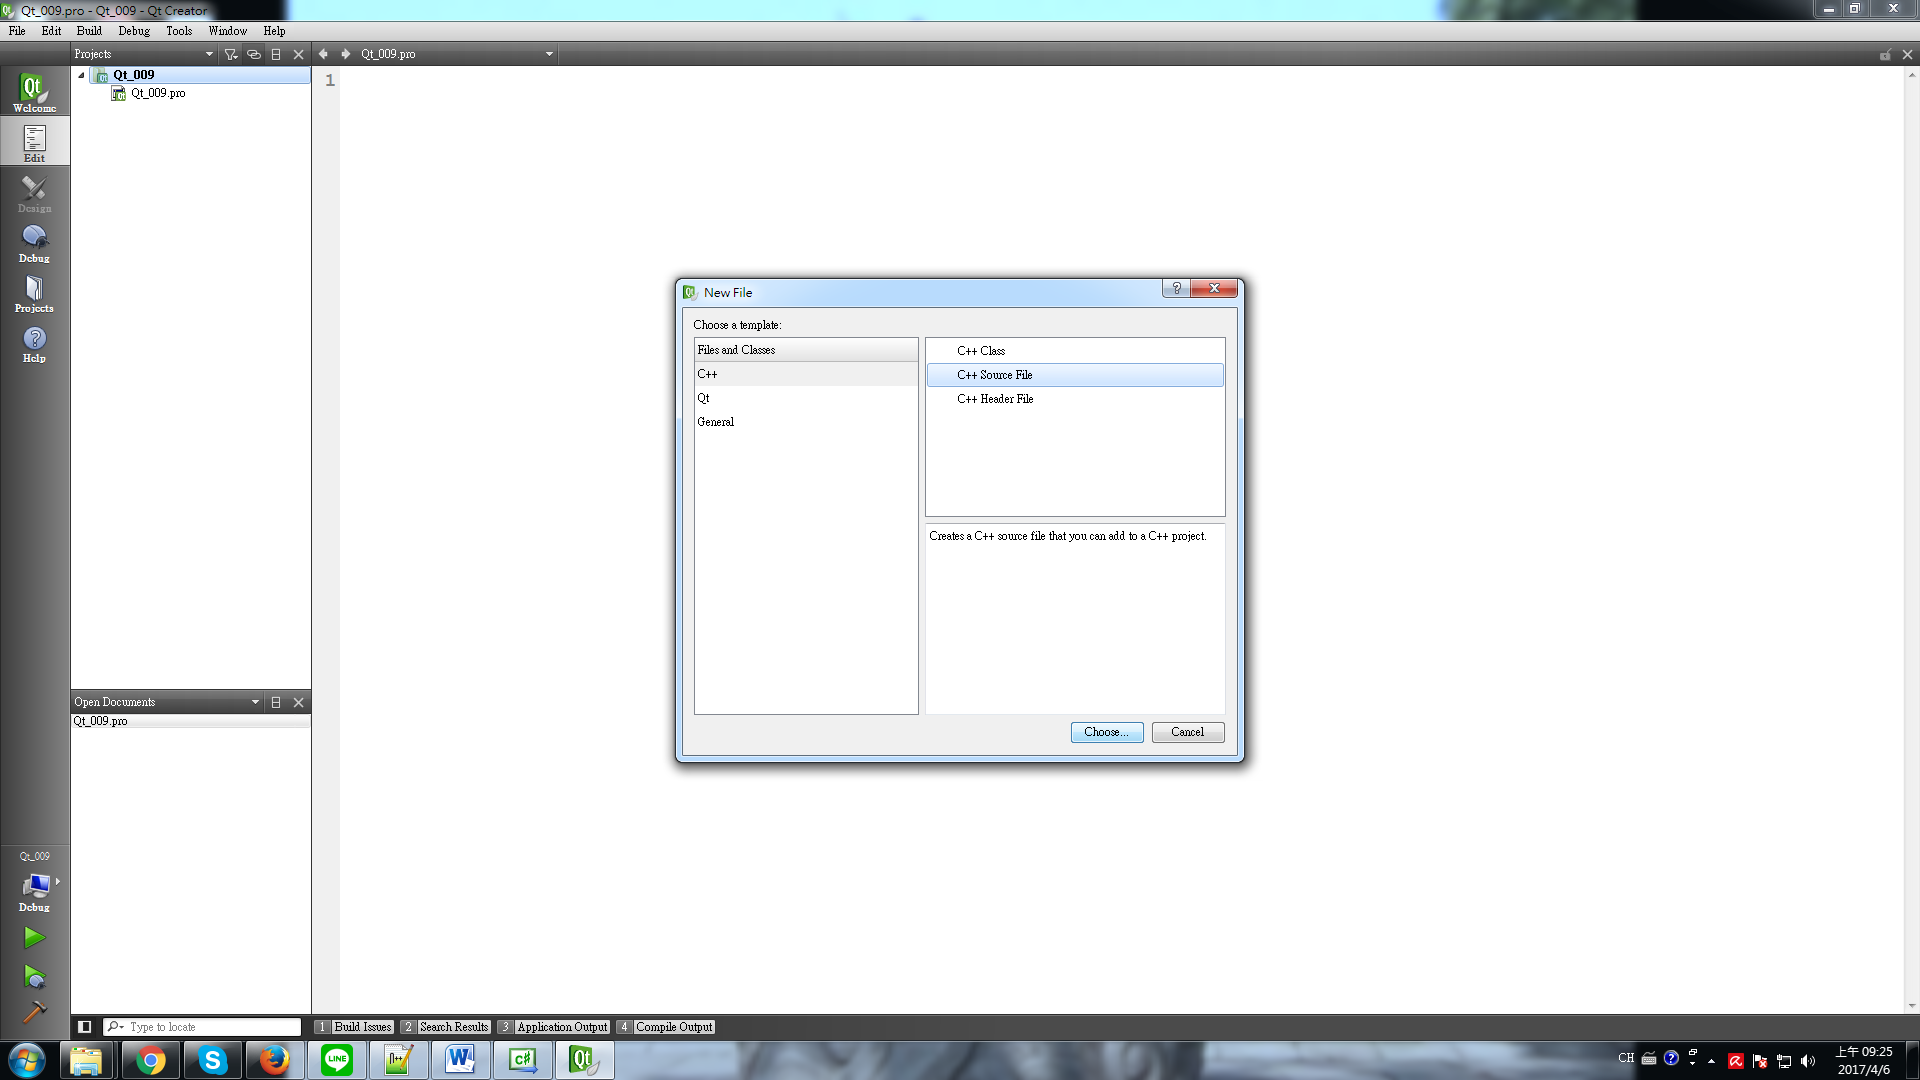 Qt_009.pro - Qt_009 - Qt Creator
File Edit Build Debug Tools Window Help
Projects
Qt_009.pro
Qt_009
Qt_009.pro
1
Welcome
Edit
Design
Debug
Projects
Help
New File
Choose a template:
Files and Classes
C++
Qt
General
C++ Class
C++ Source File
C++ Header File
Creates a C++ source file that you can add to a C++ project.
Choose...
Cancel
Open Documents
Qt_009.pro
Qt_009
Debug
Type to locate
1 Build Issues 2 Search Results 3 Application Output 4 Compile Output
LINE
CH
上午 09:25
2017/4/6